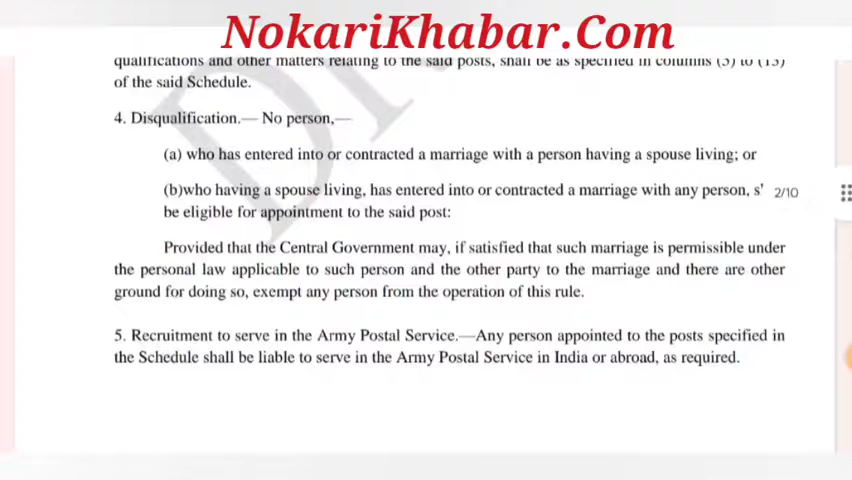 NokariKhabar.Com
qualifications and other matters relating to the said posts, shall be as specified in columns (5) to (13)
of the said Schedule.
4. Disqualification.— No person,—
(a) who has entered into or contracted a marriage with a person having a spouse living; or
(b)who having a spouse living, has entered into or contracted a marriage with any person, s'
2/10
be eligible for appointment to the said post:
Provided that the Central Government may, if satisfied that such marriage is permissible under
the personal law applicable to such person and the other party to the marriage and there are other
ground for doing so, exempt any person from the operation of this rule.
5. Recruitment to serve in the Army Postal Service.—Any person appointed to the posts specified in
the Schedule shall be liable to serve in the Army Postal Service in India or abroad, as required.